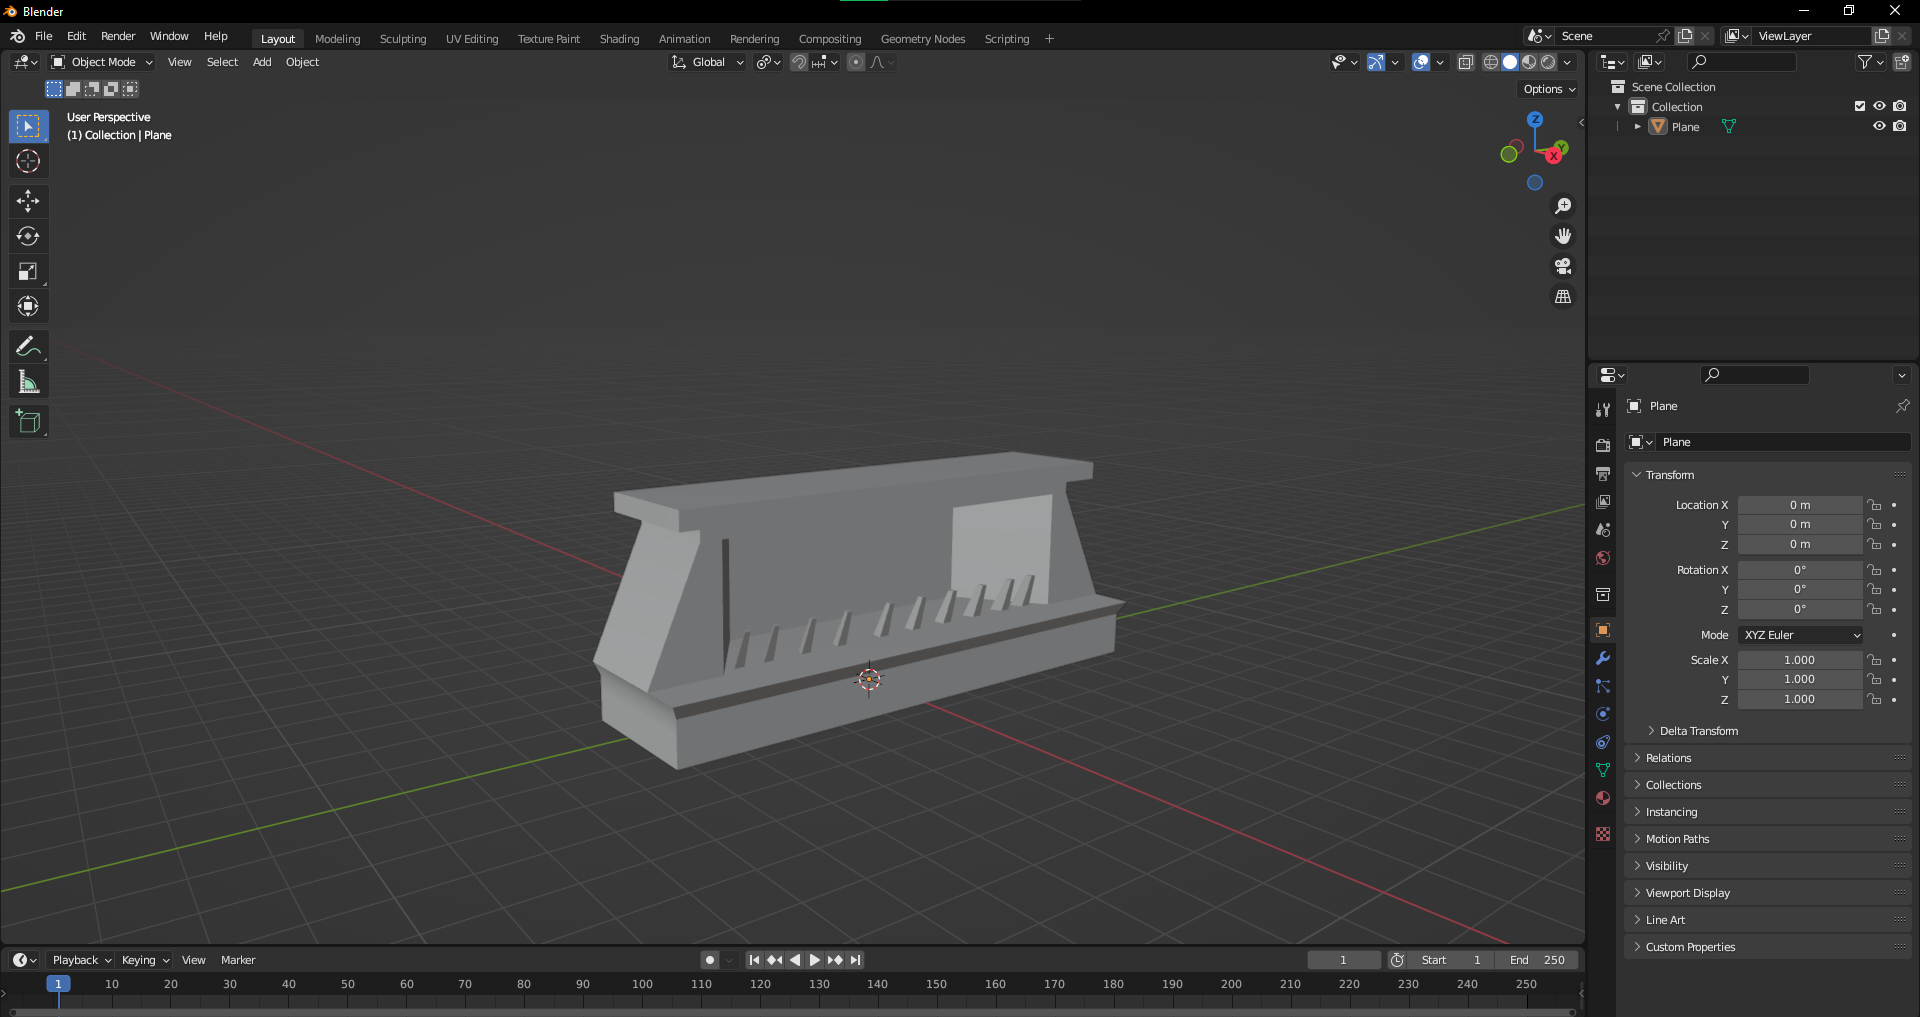 Blender
File Edit Render Window Help Layout Modeling Sculpting UV Editing Texture Paint Shading Animation Rendering Compositing Geometry Nodes Scripting + Scene ViewLayer
Object Mode View Select Add Object Global
Options
User Perspective
(1) Collection | Plane
Z
Y
X
Scene Collection
Collection
Plane
Plane
Plane
Transform
Location X 0 m
Y 0 m
Z 0 m
Rotation X 0°
Y 0°
Z 0°
Mode XYZ Euler
Scale X 1.000
Y 1.000
Z 1.000
Delta Transform
Relations
Collections
Instancing
Motion Paths
Visibility
Viewport Display
Line Art
Custom Properties
Playback Keying View Marker 1 Start 1 End 250
1 10 20 30 40 50 60 70 80 90 100 110 120 130 140 150 160 170 180 190 200 210 220 230 240 250